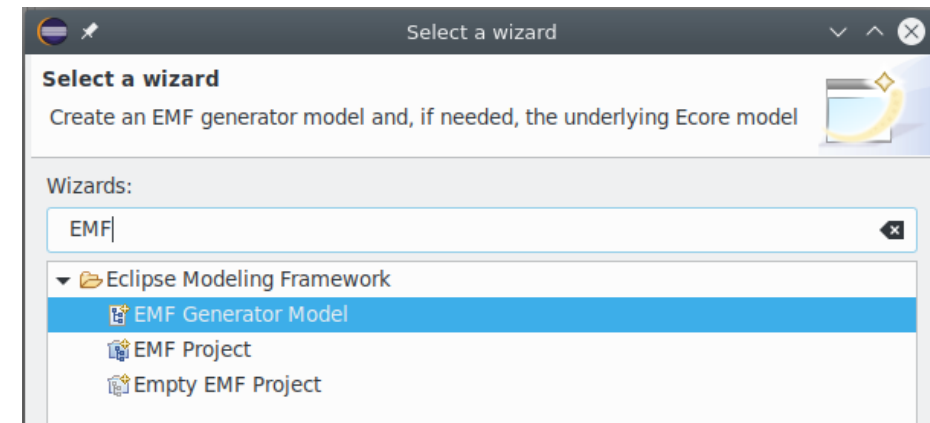 Select a wizard
Select a wizard
Create an EMF generator model and, if needed, the underlying Ecore model
Wizards:
EMF
Eclipse Modeling Framework
EMF Generator Model
EMF Project
Empty EMF Project